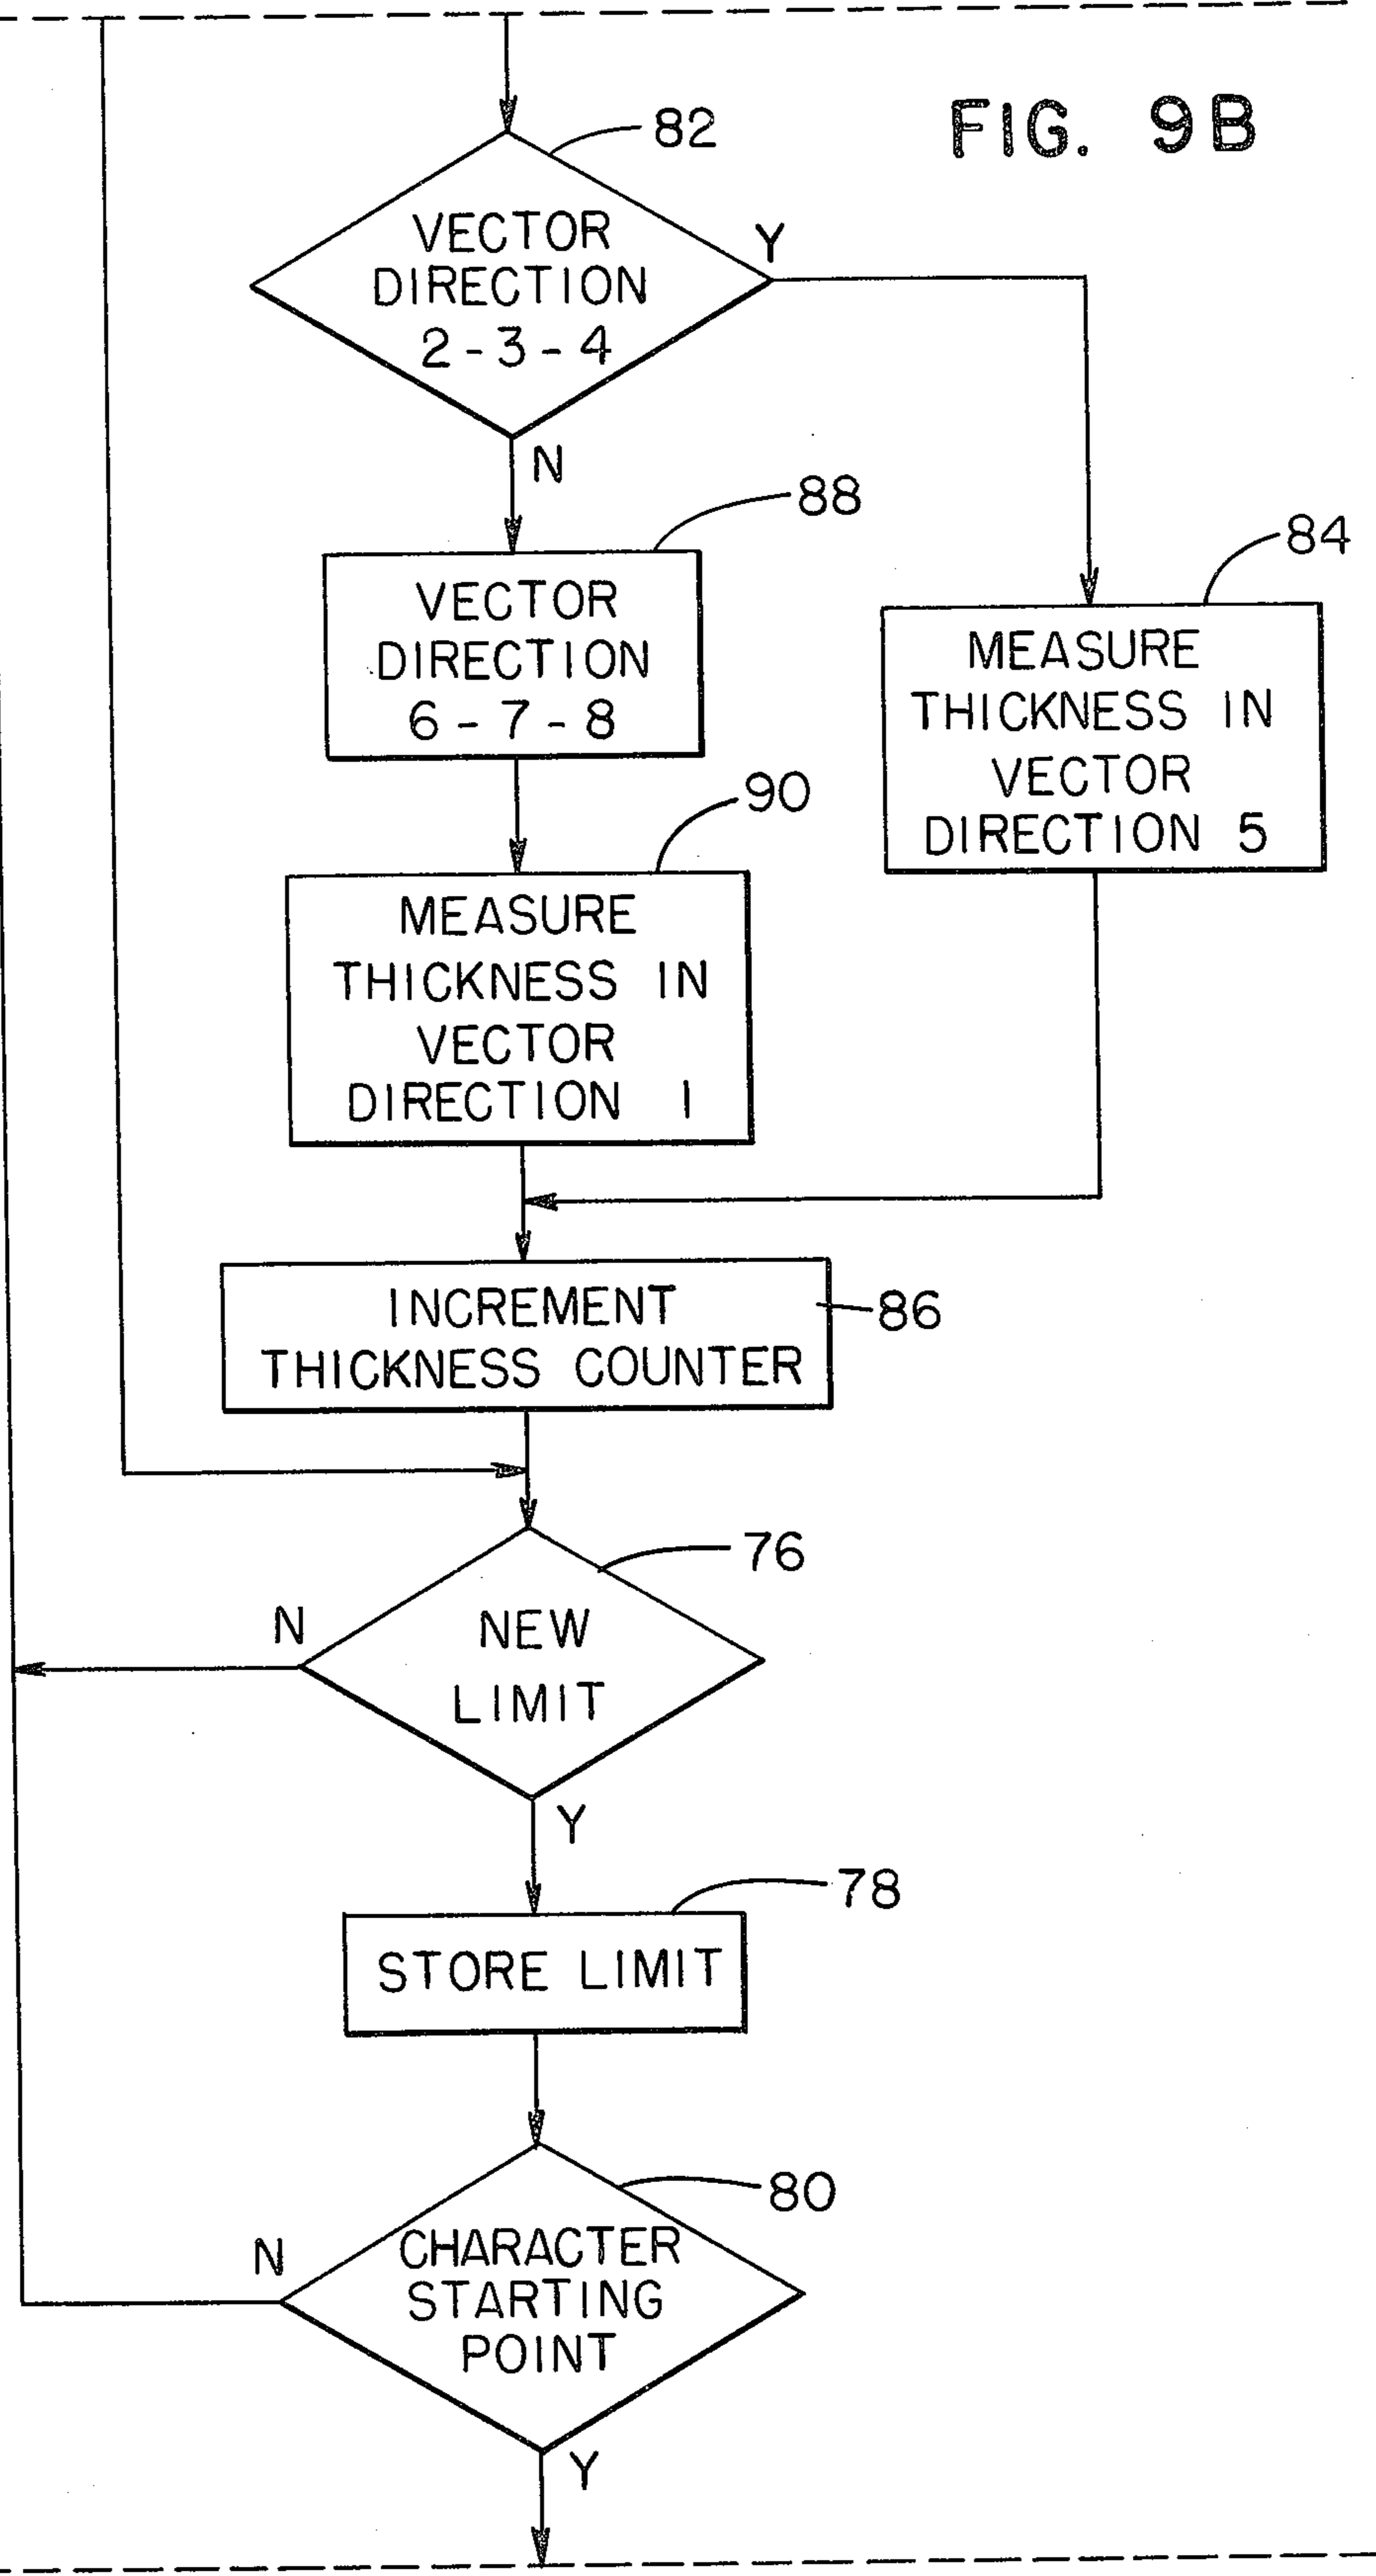 FIG. 9B
82
VECTOR
DIRECTION
2-3-4
Y
N
88
VECTOR
DIRECTION
6-7-8
84
MEASURE
THICKNESS IN
VECTOR
DIRECTION 5
90
MEASURE
THICKNESS IN
VECTOR
DIRECTION 1
INCREMENT
THICKNESS COUNTER
86
76
NEW
LIMIT
N
Y
78
STORE LIMIT
80
CHARACTER
STARTING
POINT
N
Y